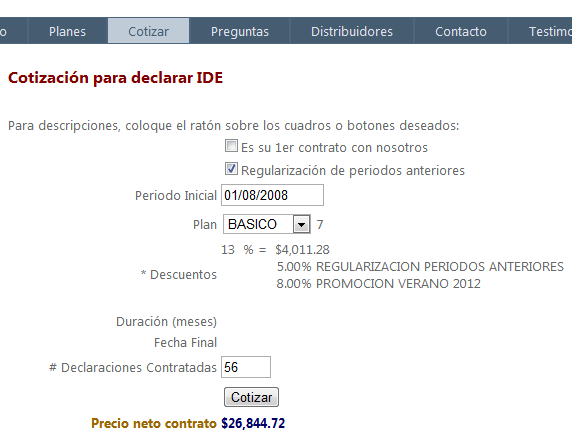 o Planes Cotizar Preguntas Distribuidores Contacto Testimo
Cotización para declarar IDE
Para descripciones, coloque el ratón sobre los cuadros o botones deseados:
Es su 1er contrato con nosotros
Regularización de periodos anteriores
Periodo Inicial 01/08/2008
Plan BASICO 7
13 % = $4,011.28
* Descuentos 5.00% REGULARIZACION PERIODOS ANTERIORES
8.00% PROMOCION VERANO 2012
Duración (meses)
Fecha Final
# Declaraciones Contratadas 56
Cotizar
Precio neto contrato $26,844.72